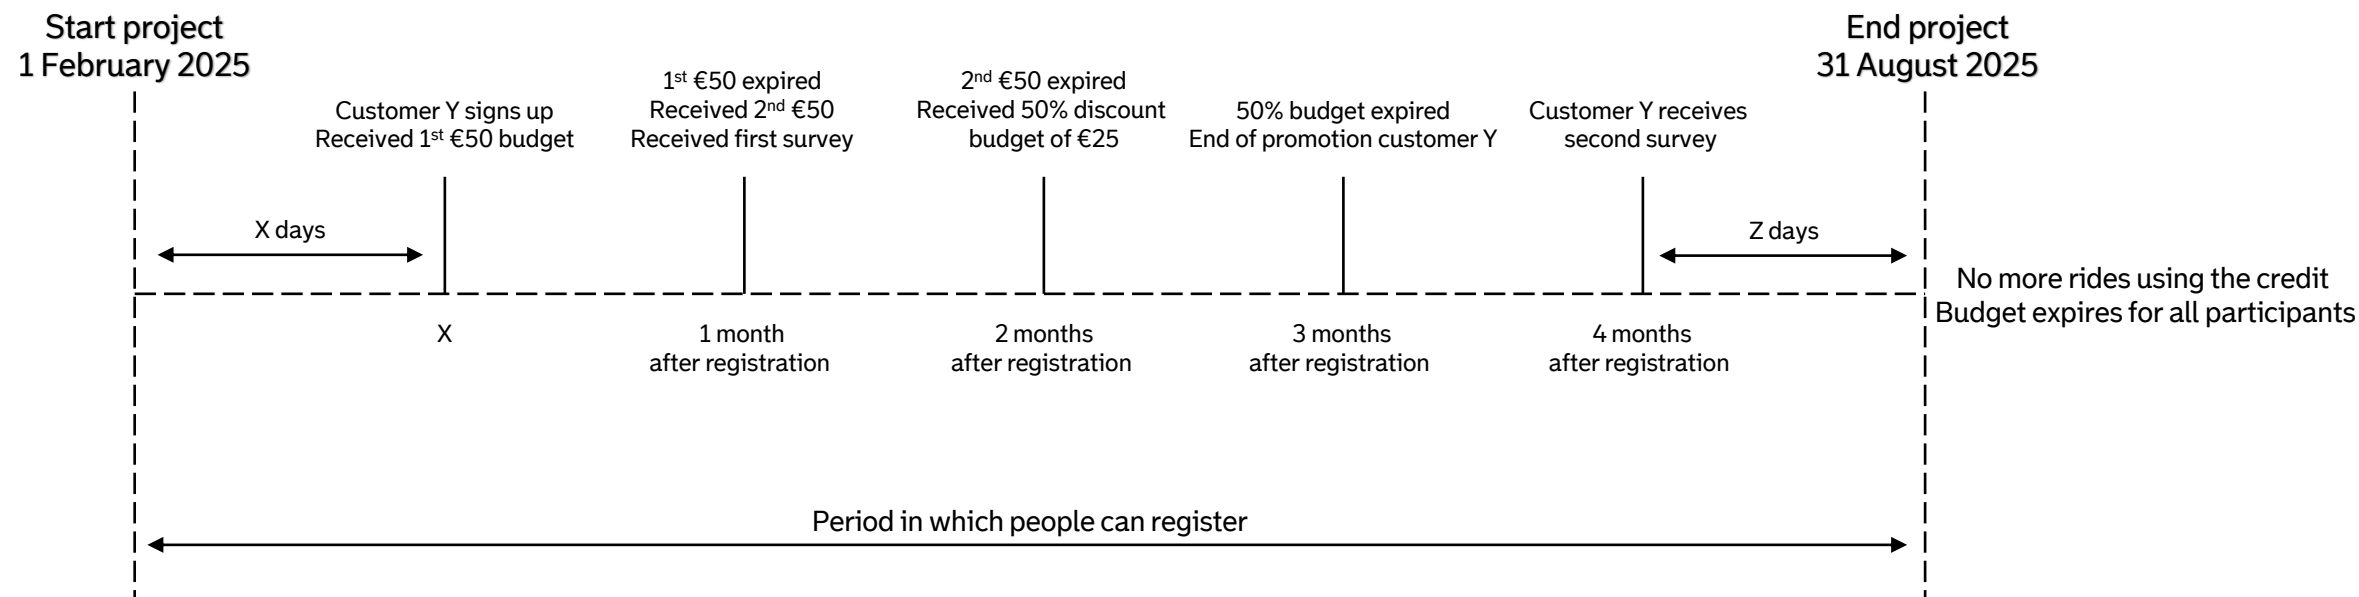 Start project
1 February 2025
End project
31 August 2025
Customer Y signs up
Received 1st €50 budget
1st €50 expired
Received 2nd €50
Received first survey
2nd €50 expired
Received 50% discount
budget of €25
50% budget expired
End of promotion customer Y
Customer Y receives
second survey
X days
Z days
No more rides using the credit
Budget expires for all participants
X
1 month
after registration
2 months
after registration
3 months
after registration
4 months
after registration
Period in which people can register